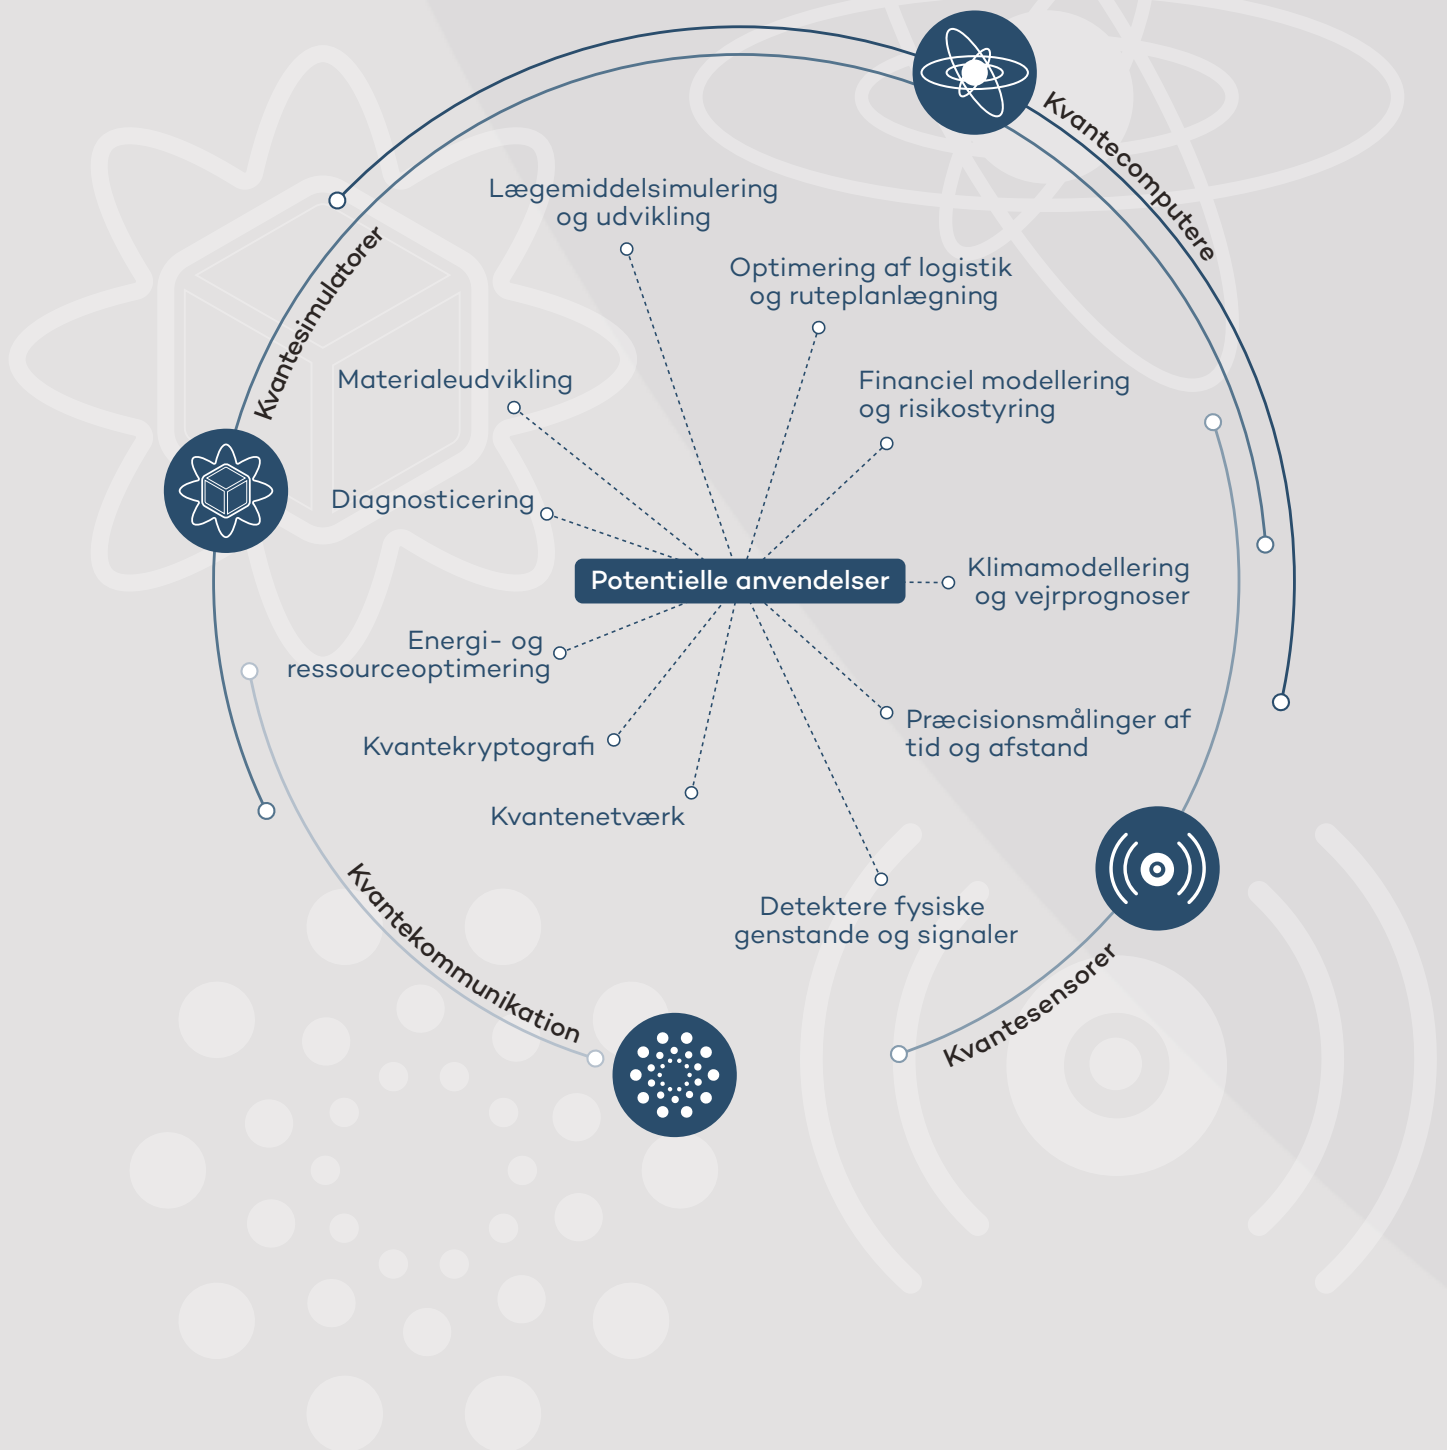 Kvantecomputere
Lægemiddelsimulering
og udvikling
Kvantesimulatorer
Optimering af logistik
og ruteplanlægning
Materialeudvikling
Financiel modellering
og risikostyring
Diagnosticering
Potentielle anvendelser
Klimamodellering
og vejrprognoser
Energi- og
ressourceoptimering
Præcisionsmålinger af
tid og afstand
Kvantekryptografi
Kvantenetværk
Detektere fysiske
genstande og signaler
Kvantekommunikation
Kvantesensorer